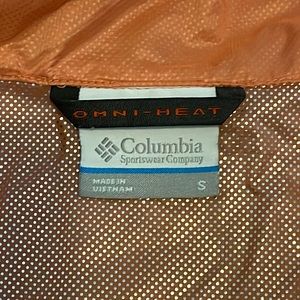 OMNI-HEAT
Columbia
Sportswear Company
MADE IN
VIETNAM
S